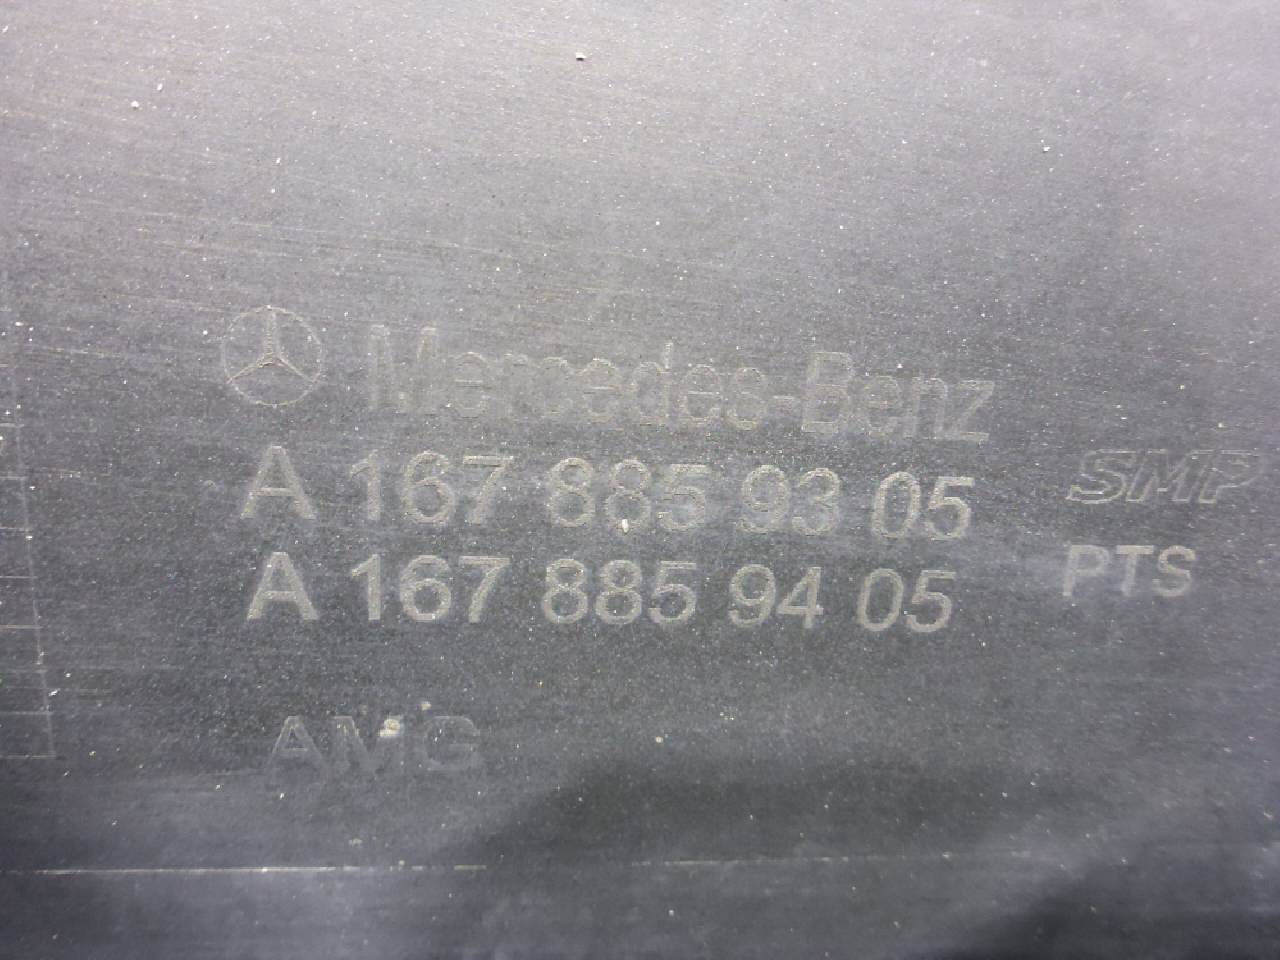 Mercedes-Benz
A 167 885 93 05
A 167 885 94 05
SMP
PTS
AMG